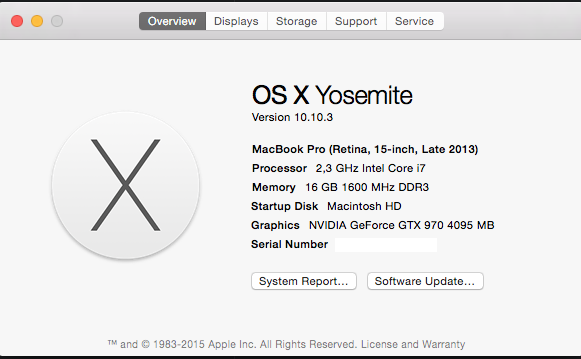 Overview Displays Storage Support Service
OS X Yosemite
Version 10.10.3
MacBook Pro (Retina, 15-inch, Late 2013)
Processor 2,3 GHz Intel Core i7
Memory 16 GB 1600 MHz DDR3
Startup Disk Macintosh HD
Graphics NVIDIA GeForce GTX 970 4095 MB
Serial Number
System Report... Software Update...
™ and © 1983-2015 Apple Inc. All Rights Reserved. License and Warranty